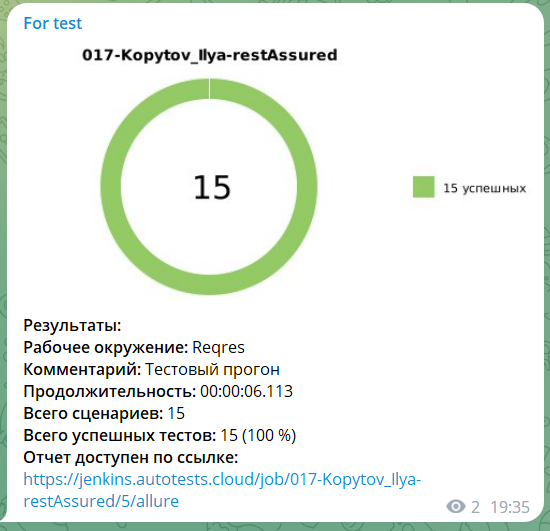 For test
017-Kopytov_Ilya-restAssured
15
15 успешных
Результаты:
Рабочее окружение: Reqres
Комментарий: Тестовый прогон
Продолжительность: 00:00:06.113
Всего сценариев: 15
Всего успешных тестов: 15 (100 %)
Отчет доступен по ссылке:
https://jenkins.autotests.cloud/job/017-Kopytov_Ilya-
restAssured/5/allure
2 19:35